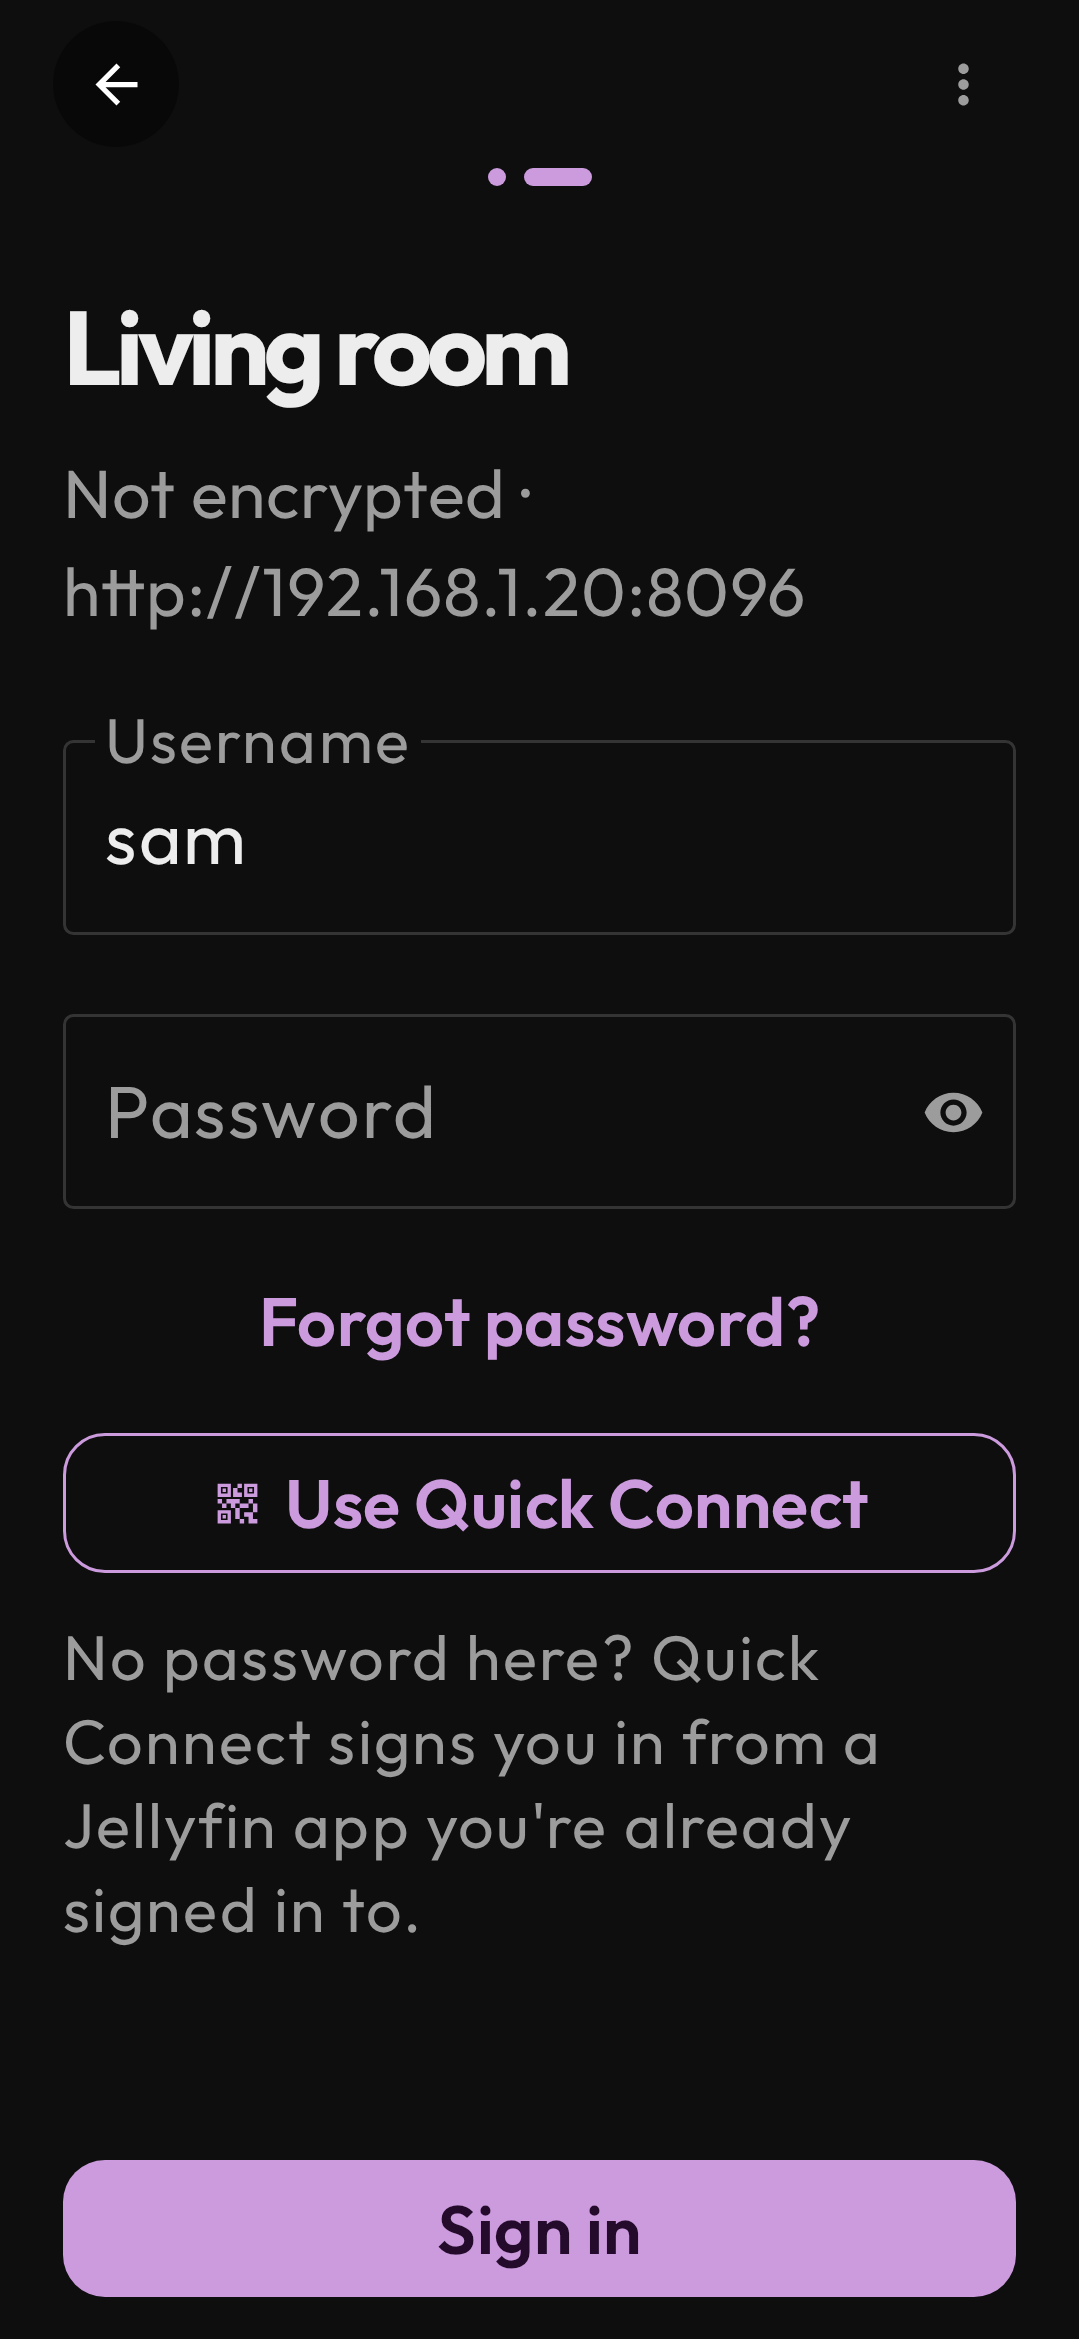 Living room
Not encrypted ·
http://192.168.1.20:8096
Username
sam
Password
Forgot password?
Use Quick Connect
No password here? Quick
Connect signs you in from a
Jellyfin app you're already
signed in to.
Sign in